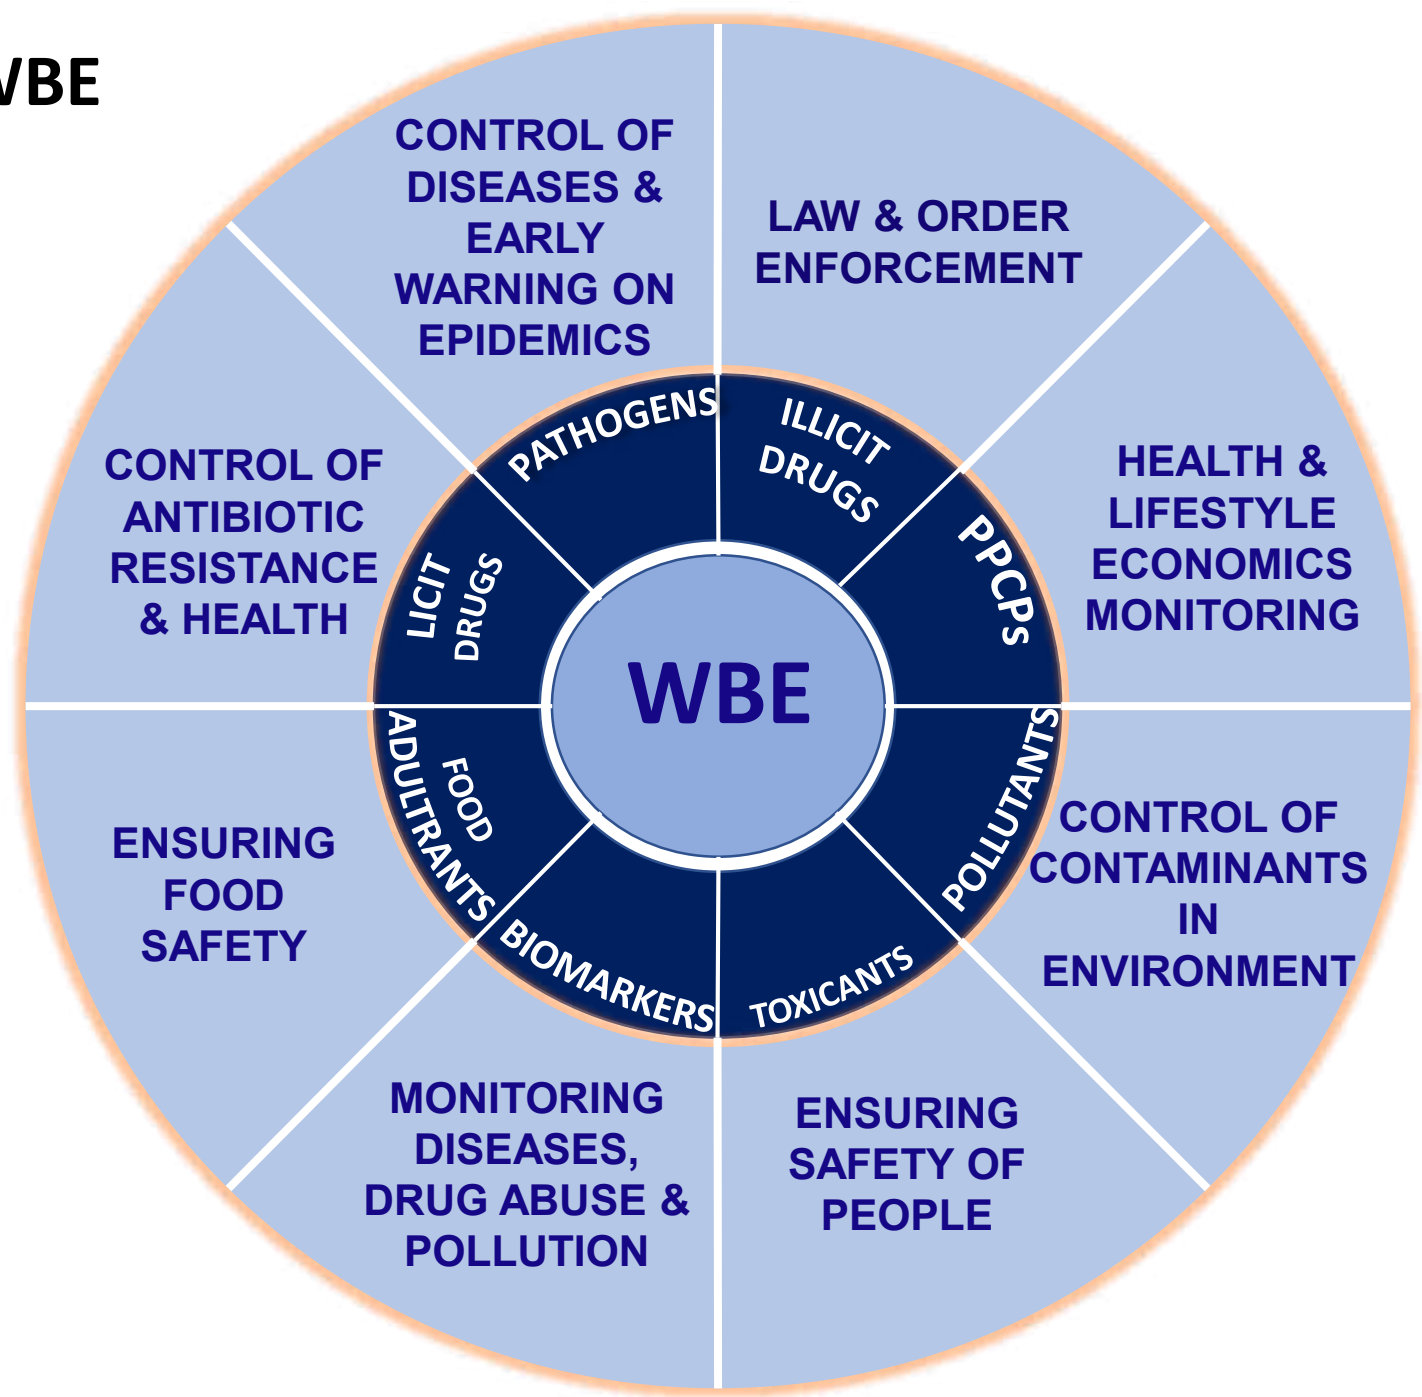 WBE
CONTROL OF
DISEASES &
EARLY
WARNING ON
EPIDEMICS
LAW & ORDER
ENFORCEMENT
HEALTH &
LIFESTYLE
ECONOMICS
MONITORING
CONTROL OF
CONTAMINANTS
IN
ENVIRONMENT
ENSURING
SAFETY OF
PEOPLE
MONITORING
DISEASES,
DRUG ABUSE &
POLLUTION
ENSURING
FOOD
SAFETY
CONTROL OF
ANTIBIOTIC
RESISTANCE
& HEALTH
PATHOGENS
ILLICIT
DRUGS
PPCPs
POLLUTANTS
TOXICANTS
BIOMARKERS
FOOD
ADULTRANTS
LICIT
DRUGS
WBE